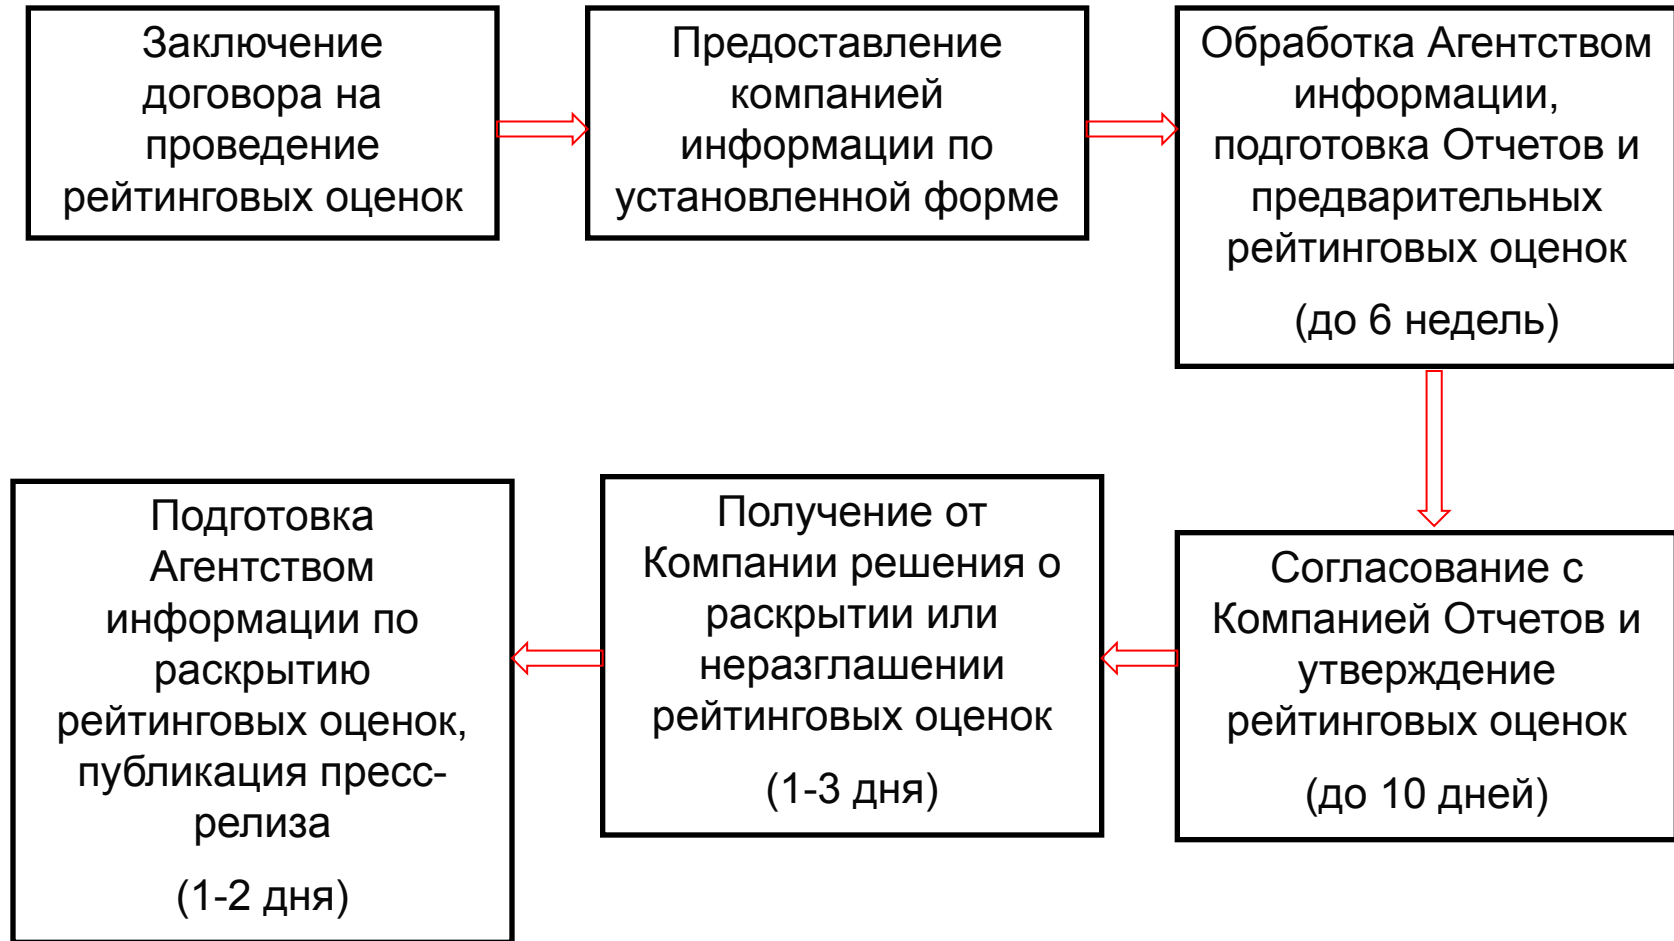 Заключение
договора на
проведение
рейтинговых оценок
Предоставление
компанией
информации по
установленной форме
Обработка Агентством
информации,
подготовка Отчетов и
предварительных
рейтинговых оценок
(до 6 недель)
Согласование с
Компанией Отчетов и
утверждение
рейтинговых оценок
(до 10 дней)
Получение от
Компании решения о
раскрытии или
неразглашении
рейтинговых оценок
(1-3 дня)
Подготовка
Агентством
информации по
раскрытию
рейтинговых оценок,
публикация пресс-
релиза
(1-2 дня)